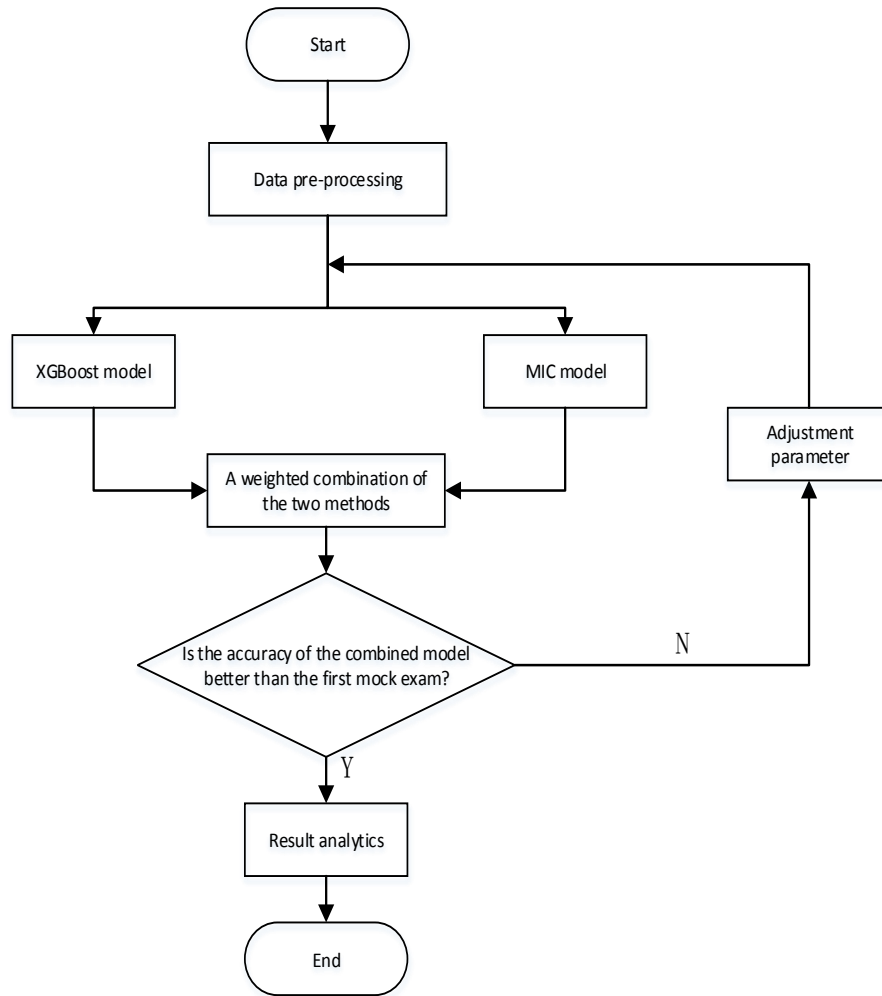 Start
Data pre-processing
XGBoost model
MIC model
Adjustment
parameter
A weighted combination of
the two methods
Is the accuracy of the combined model
better than the first mock exam?
N
Y
Result analytics
End